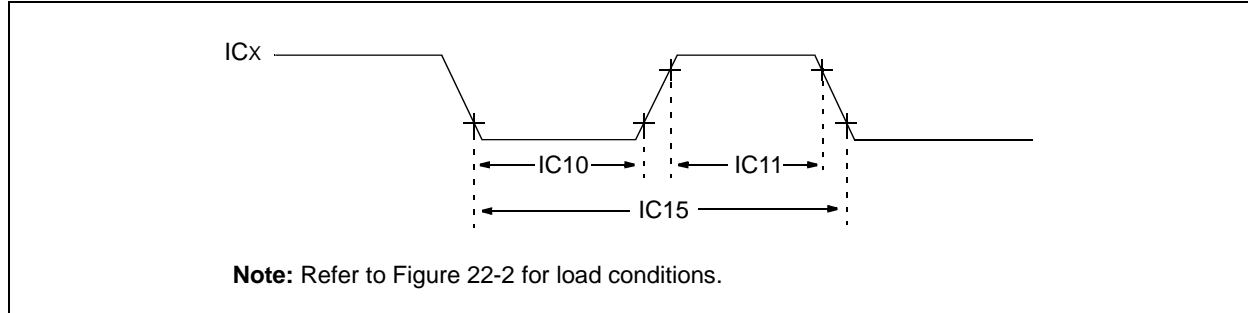 ICx
IC10
IC11
IC15
Note: Refer to Figure 22-2 for load conditions.